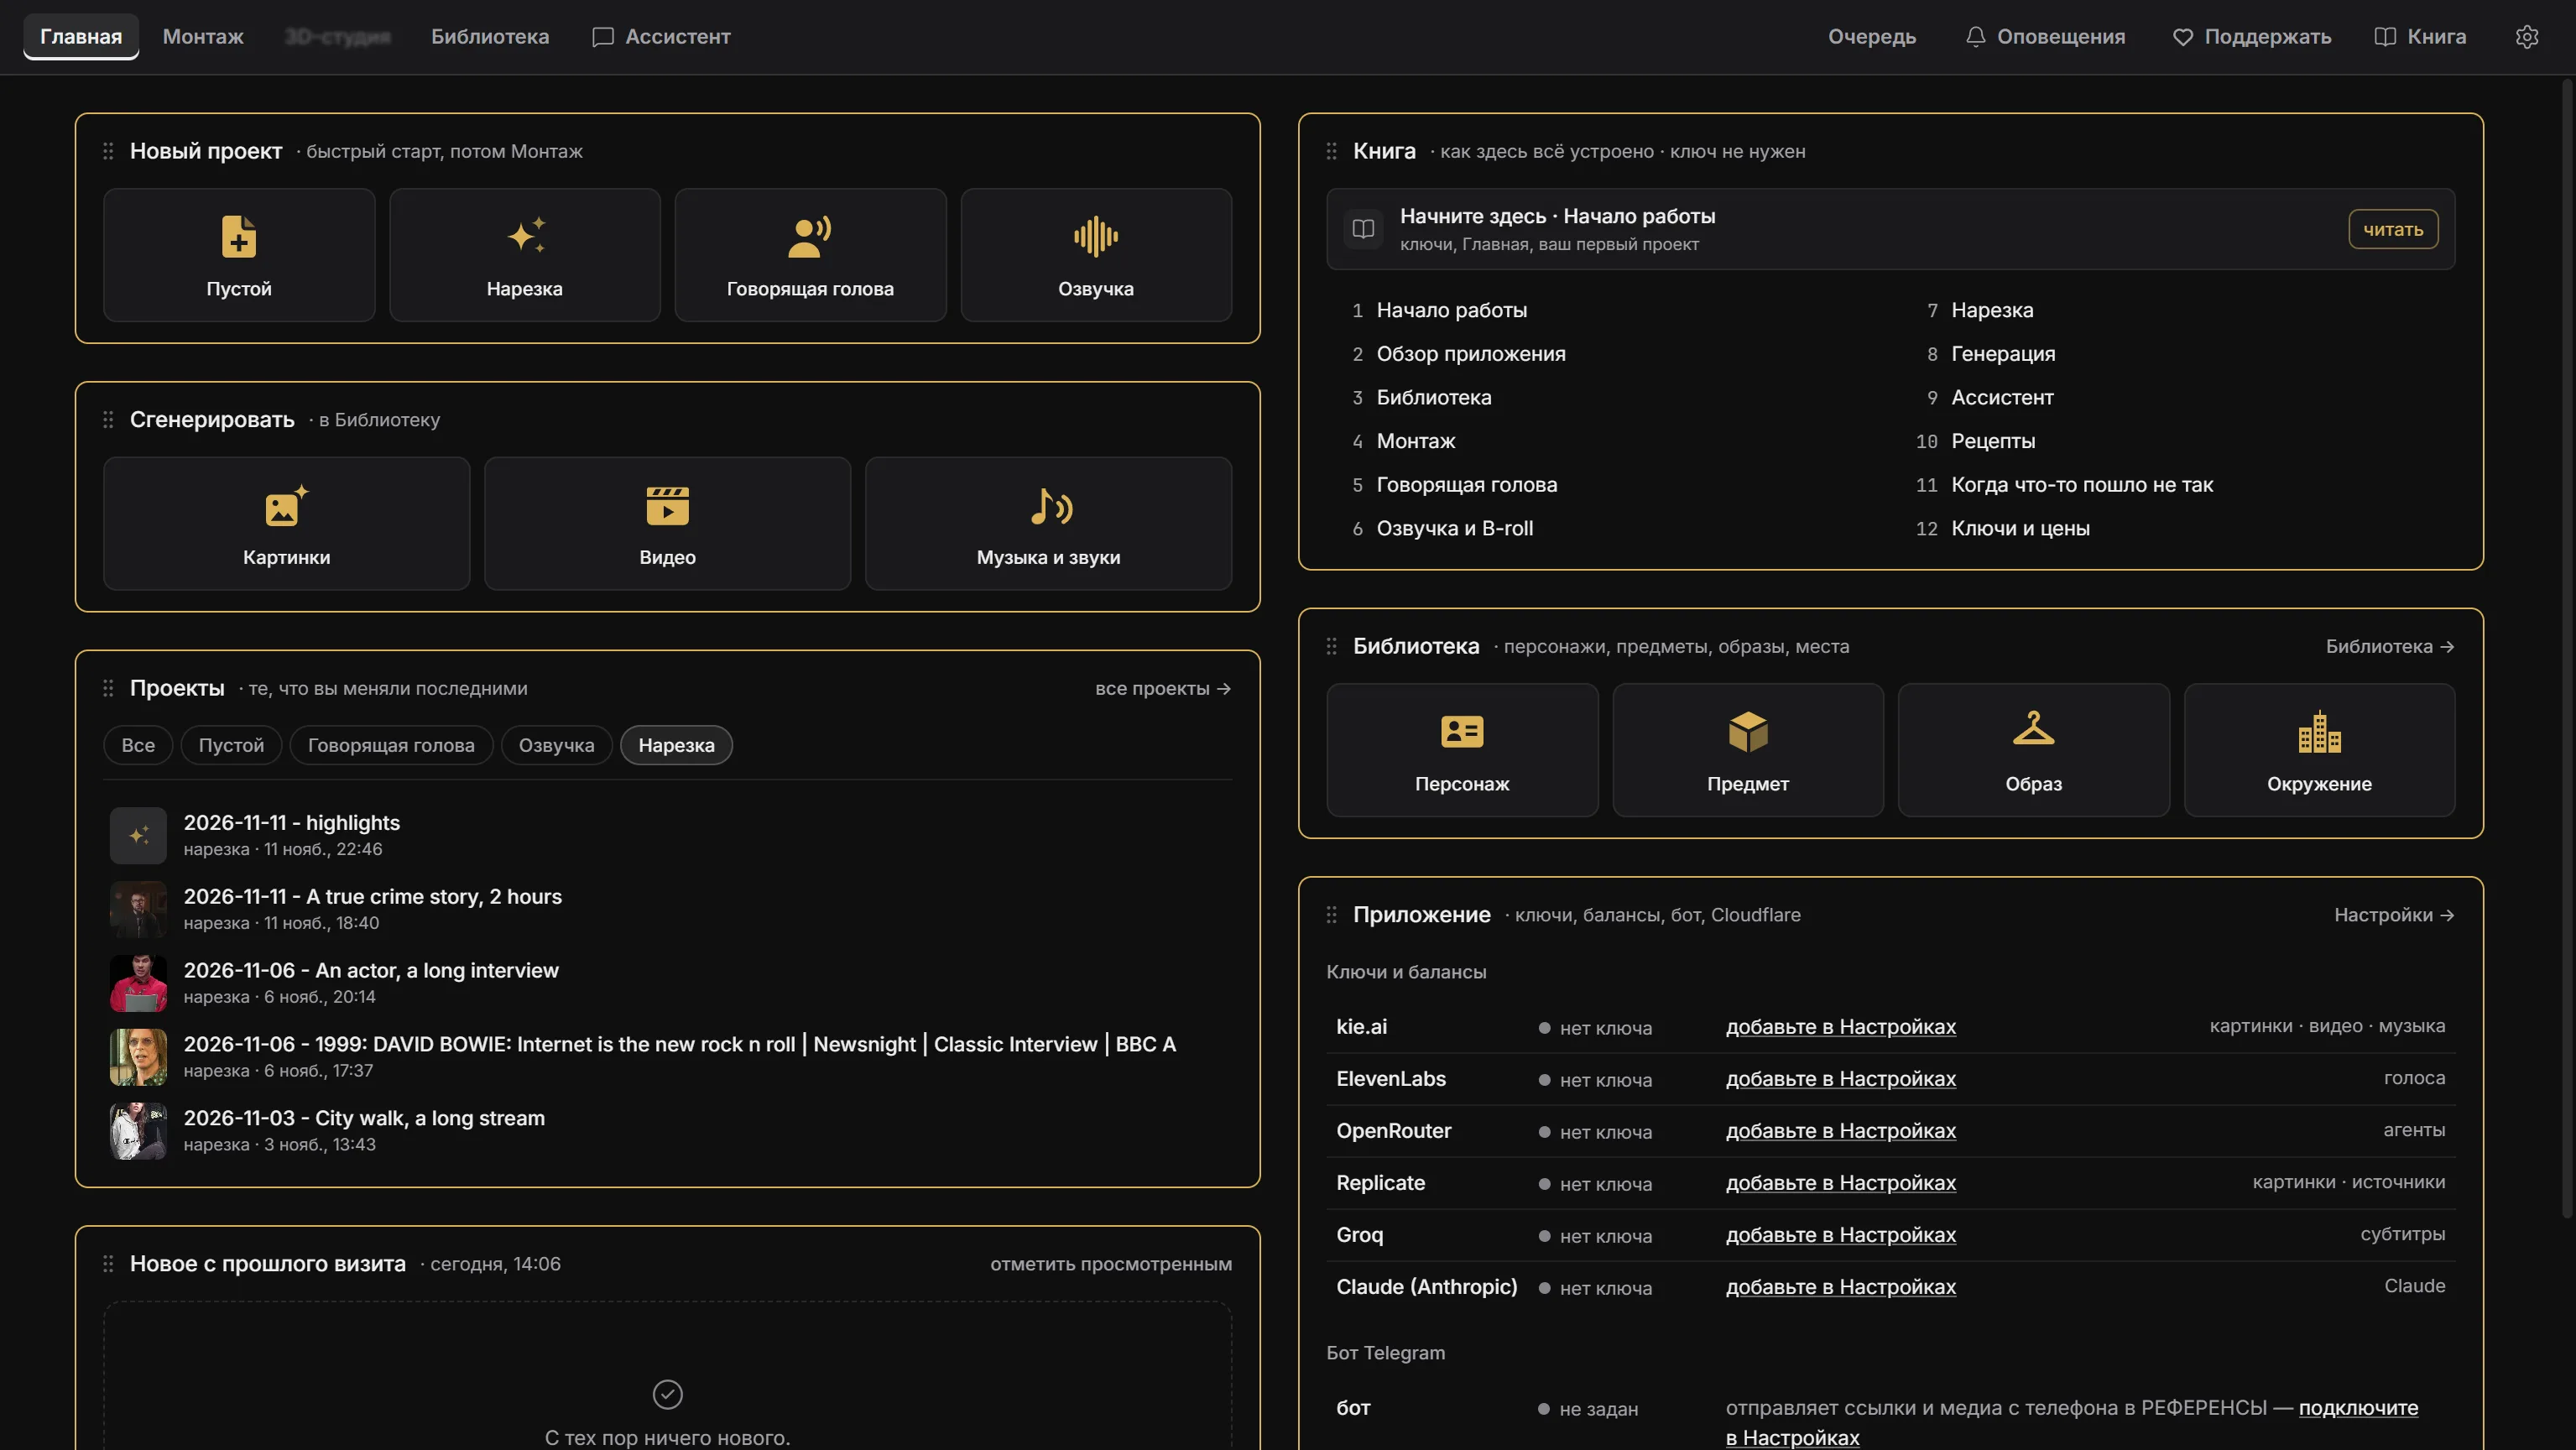 Главная
Монтаж
3D-студия
Библиотека
Ассистент
Очередь
Оповещения
Поддержать
Книга
Новый проект · быстрый старт, потом Монтаж
Пустой
Нарезка
Говорящая голова
Озвучка
Сгенерировать · в Библиотеку
Картинки
Видео
Музыка и звуки
Проекты · те, что вы меняли последними
все проекты →
Все
Пустой
Говорящая голова
Озвучка
Нарезка
2026-11-11 - highlights
нарезка · 11 нояб., 22:46
2026-11-11 - A true crime story, 2 hours
нарезка · 11 нояб., 18:40
2026-11-06 - An actor, a long interview
нарезка · 6 нояб., 20:14
2026-11-06 - 1999: DAVID BOWIE: Internet is the new rock n roll | Newsnight | Classic Interview | BBC A
нарезка · 6 нояб., 17:37
2026-11-03 - City walk, a long stream
нарезка · 3 нояб., 13:43
Новое с прошлого визита · сегодня, 14:06
отметить просмотренным
С тех пор ничего нового.
Книга · как здесь всё устроено · ключ не нужен
Начните здесь · Начало работы
ключи, Главная, ваш первый проект
читать
1 Начало работы
2 Обзор приложения
3 Библиотека
4 Монтаж
5 Говорящая голова
6 Озвучка и B-roll
7 Нарезка
8 Генерация
9 Ассистент
10 Рецепты
11 Когда что-то пошло не так
12 Ключи и цены
Библиотека · персонажи, предметы, образы, места
Библиотека →
Персонаж
Предмет
Образ
Окружение
Приложение · ключи, балансы, бот, Cloudflare
Настройки →
Ключи и балансы
kie.ai нет ключа добавьте в Настройках картинки · видео · музыка
ElevenLabs нет ключа добавьте в Настройках голоса
OpenRouter нет ключа добавьте в Настройках агенты
Replicate нет ключа добавьте в Настройках картинки · источники
Groq нет ключа добавьте в Настройках субтитры
Claude (Anthropic) нет ключа добавьте в Настройках Claude
Бот Telegram
бот не задан отправляет ссылки и медиа с телефона в РЕФЕРЕНСЫ — подключите
в Настройках